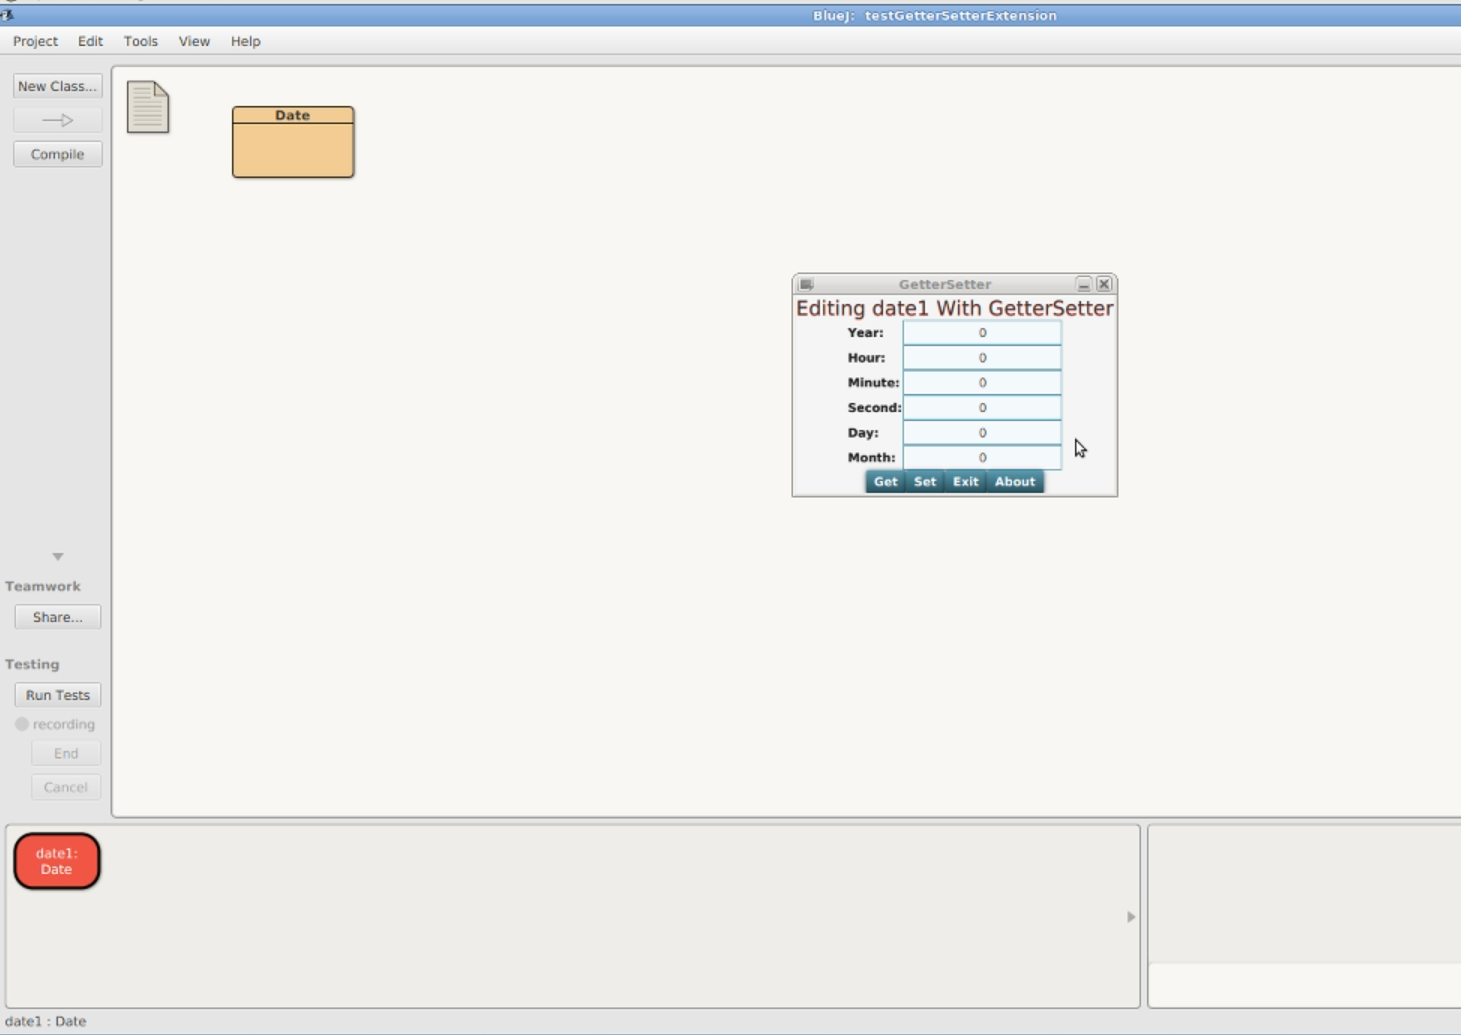 BlueJ: testGetterSetterExtension
Project Edit Tools View Help
New Class...
Compile
Date
GetterSetter
Editing date1 With GetterSetter
Year: 0
Hour: 0
Minute: 0
Second: 0
Day: 0
Month: 0
Get Set Exit About
Teamwork
Share...
Testing
Run Tests
recording
End
Cancel
date1:
Date
date1 : Date